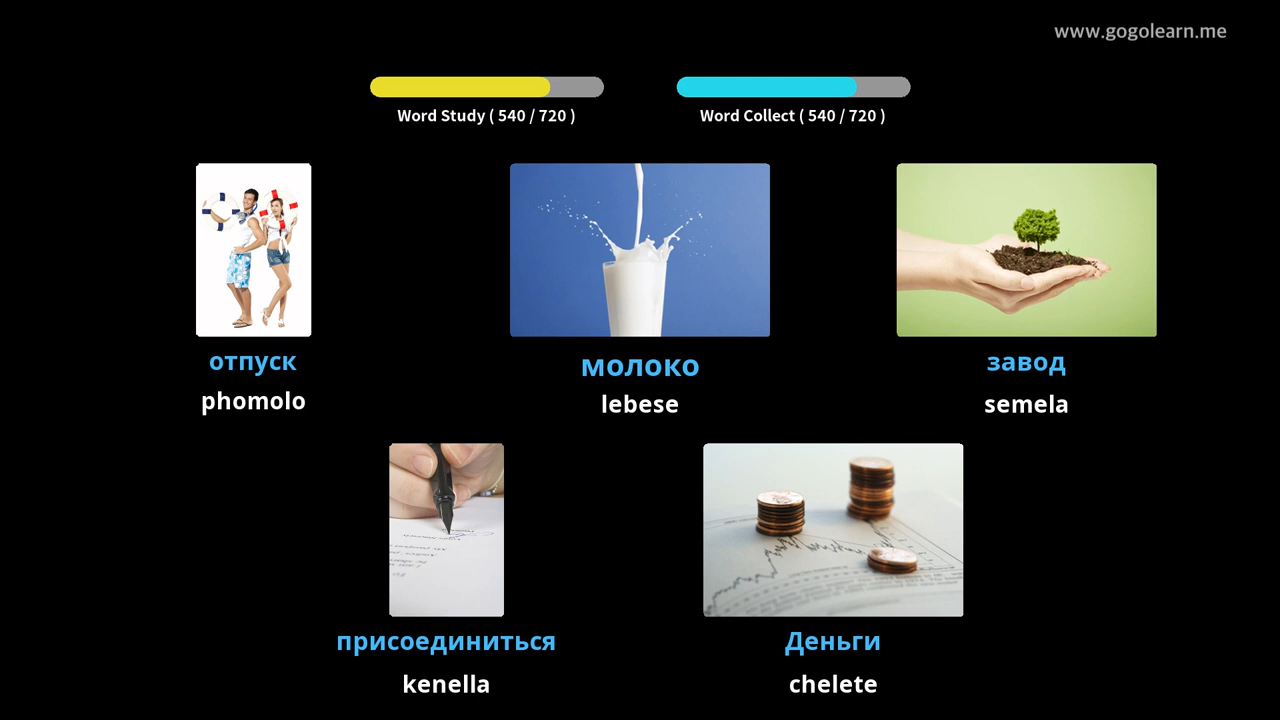 www.gogolearn.me
Word Study ( 540 / 720 )
Word Collect ( 540 / 720 )
отпуск
phomolo
молоко
lebese
завод
semela
присоединиться
kenella
Деньги
chelete